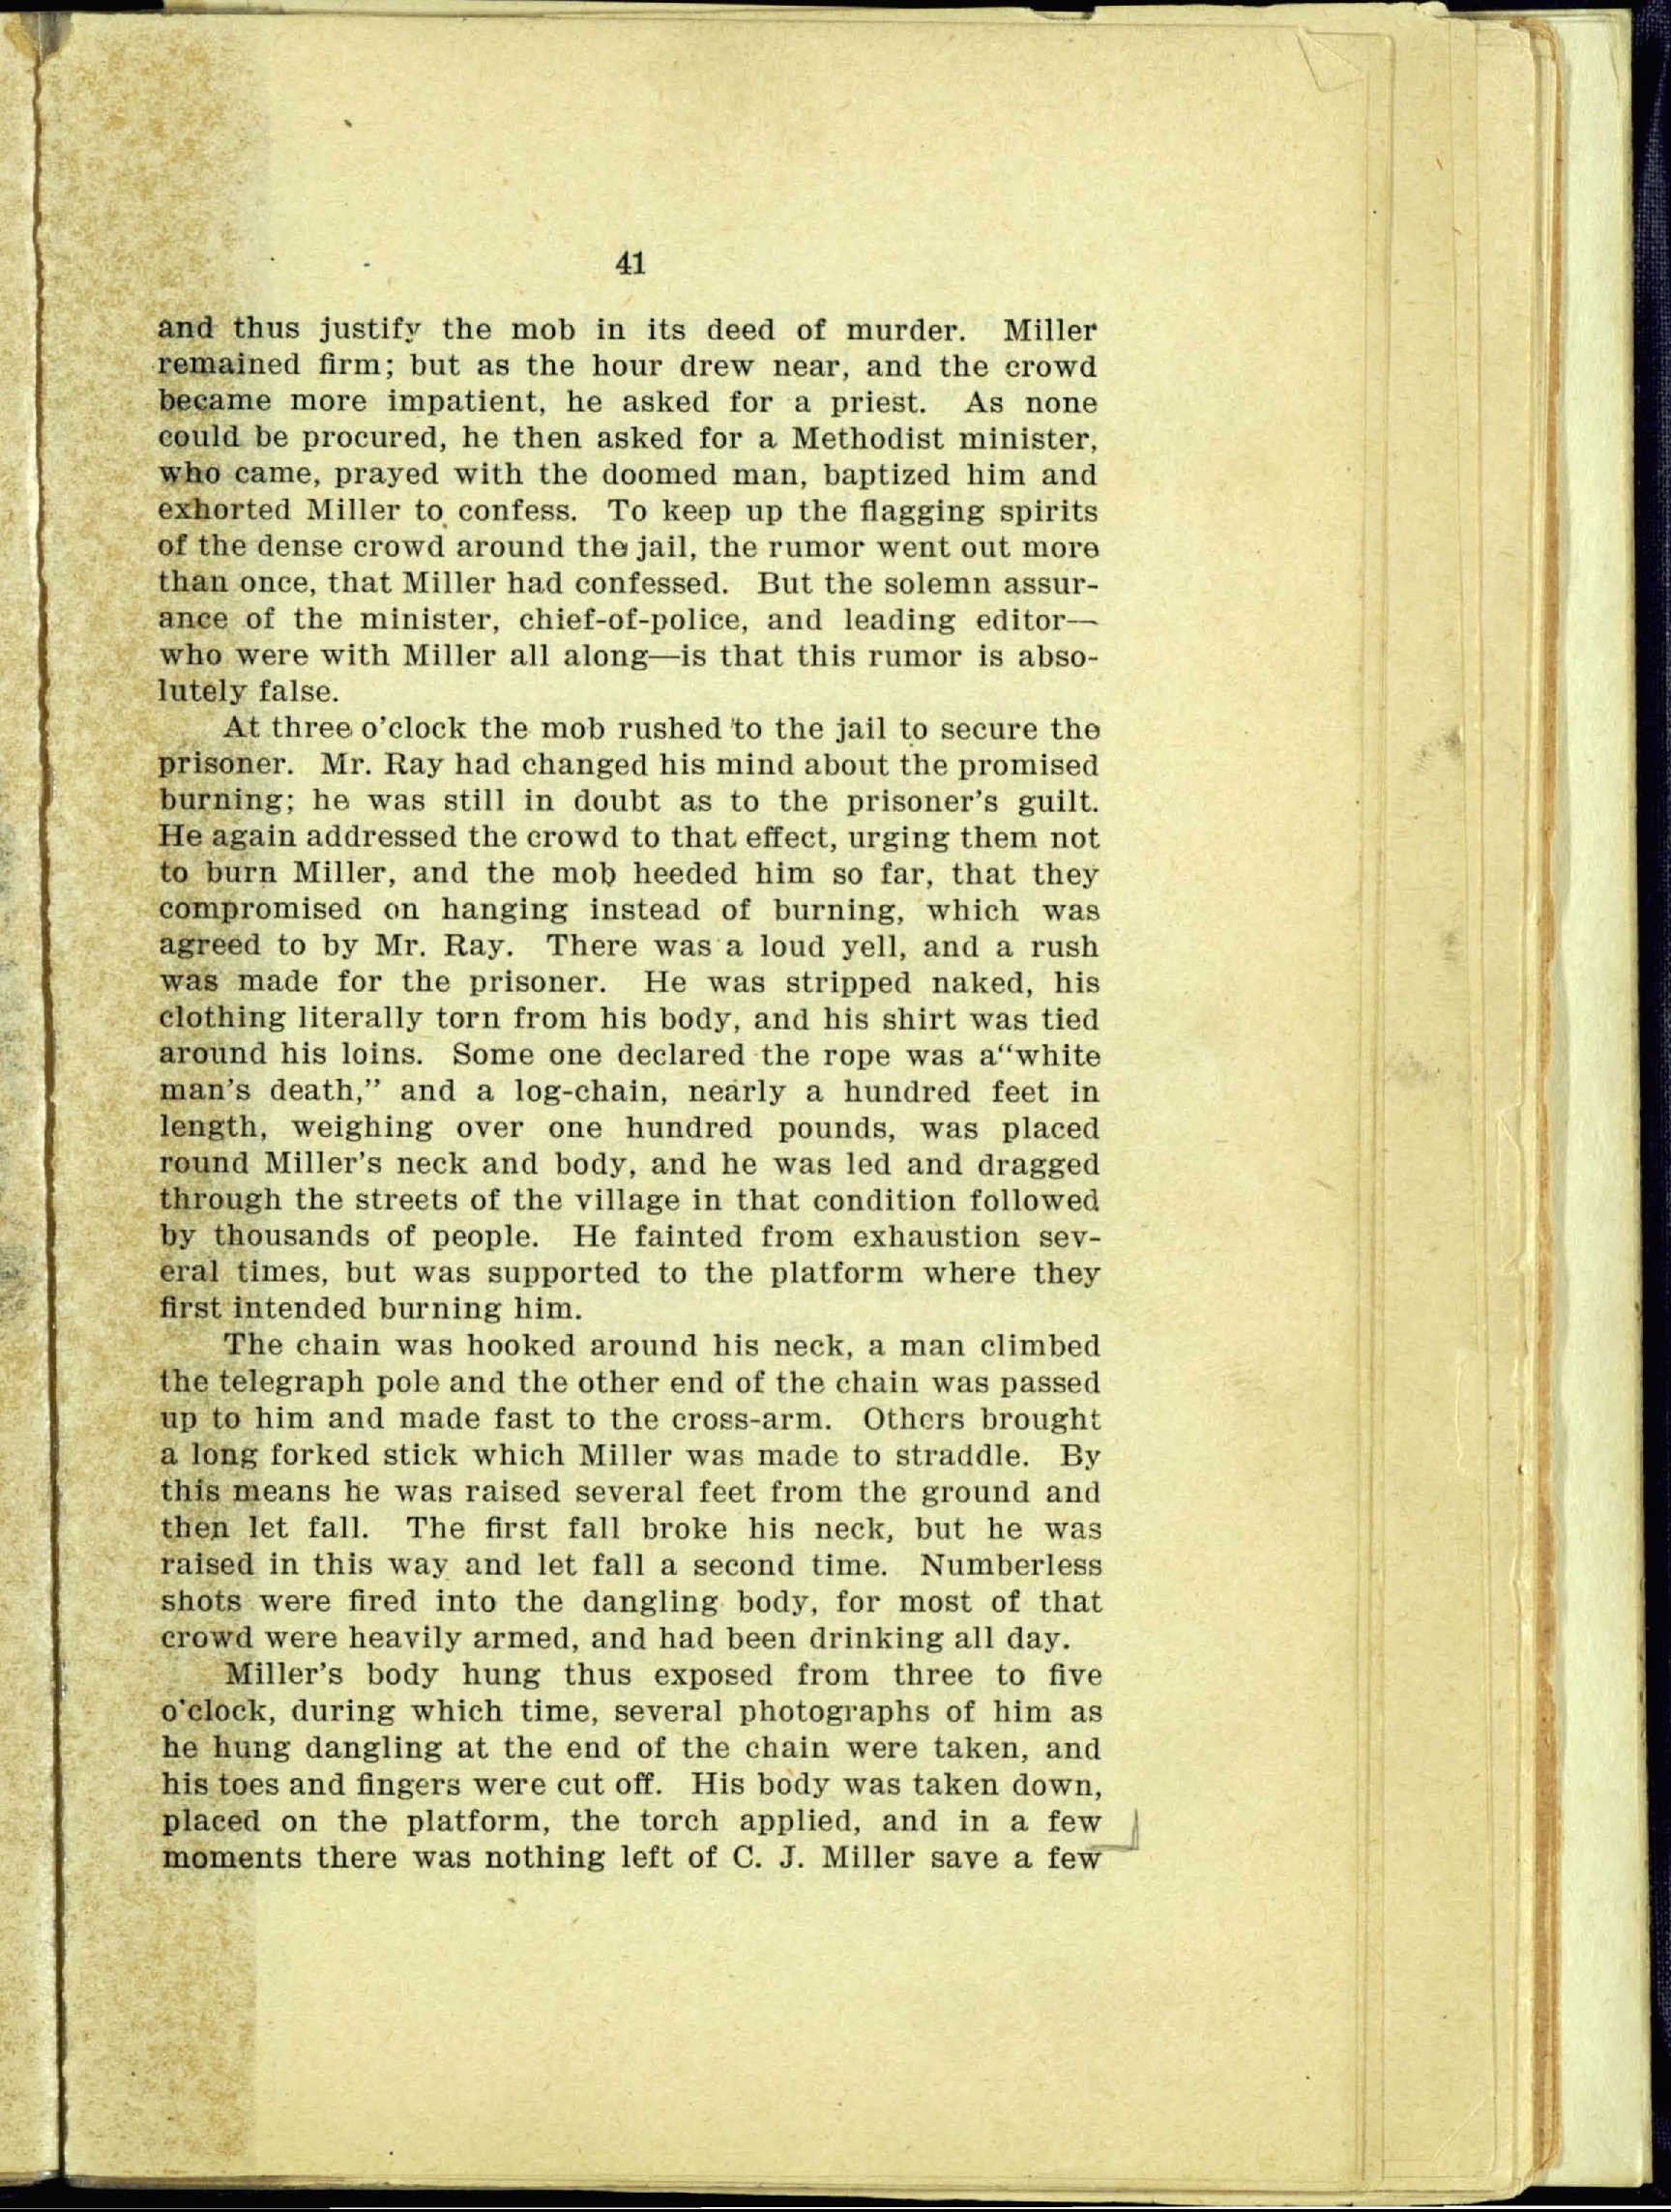 41
and thus justify the mob in its deed of murder. Miller
remained firm; but as the hour drew near, and the crowd
became more impatient, he asked for a priest. As none
could be procured, he then asked for a Methodist minister,
who came, prayed with the doomed man, baptized him and
exhorted Miller to confess. To keep up the flagging spirits
of the dense crowd around the jail, the rumor went out more
than once, that Miller had confessed. But the solemn assur-
ance of the minister, chief-of-police, and leading editor—
who were with Miller all along—is that this rumor is abso-
lutely false.
At three o'clock the mob rushed to the jail to secure the
prisoner. Mr. Ray had changed his mind about the promised
burning; he was still in doubt as to the prisoner's guilt.
He again addressed the crowd to that effect, urging them not
to burn Miller, and the mob heeded him so far, that they
compromised on hanging instead of burning, which was
agreed to by Mr. Ray. There was a loud yell, and a rush
was made for the prisoner. He was stripped naked, his
clothing literally torn from his body, and his shirt was tied
around his loins. Some one declared the rope was a“white
man's death,” and a log-chain, nearly a hundred feet in
length, weighing over one hundred pounds, was placed
round Miller's neck and body, and he was led and dragged
through the streets of the village in that condition followed
by thousands of people. He fainted from exhaustion sev-
eral times, but was supported to the platform where they
first intended burning him.
The chain was hooked around his neck, a man climbed
the telegraph pole and the other end of the chain was passed
up to him and made fast to the cross-arm. Others brought
a long forked stick which Miller was made to straddle. By
this means he was raised several feet from the ground and
then let fall. The first fall broke his neck, but he was
raised in this way and let fall a second time. Numberless
shots were fired into the dangling body, for most of that
crowd were heavily armed, and had been drinking all day.
Miller's body hung thus exposed from three to five
o'clock, during which time, several photographs of him as
he hung dangling at the end of the chain were taken, and
his toes and fingers were cut off. His body was taken down,
placed on the platform, the torch applied, and in a few
moments there was nothing left of C. J. Miller save a few